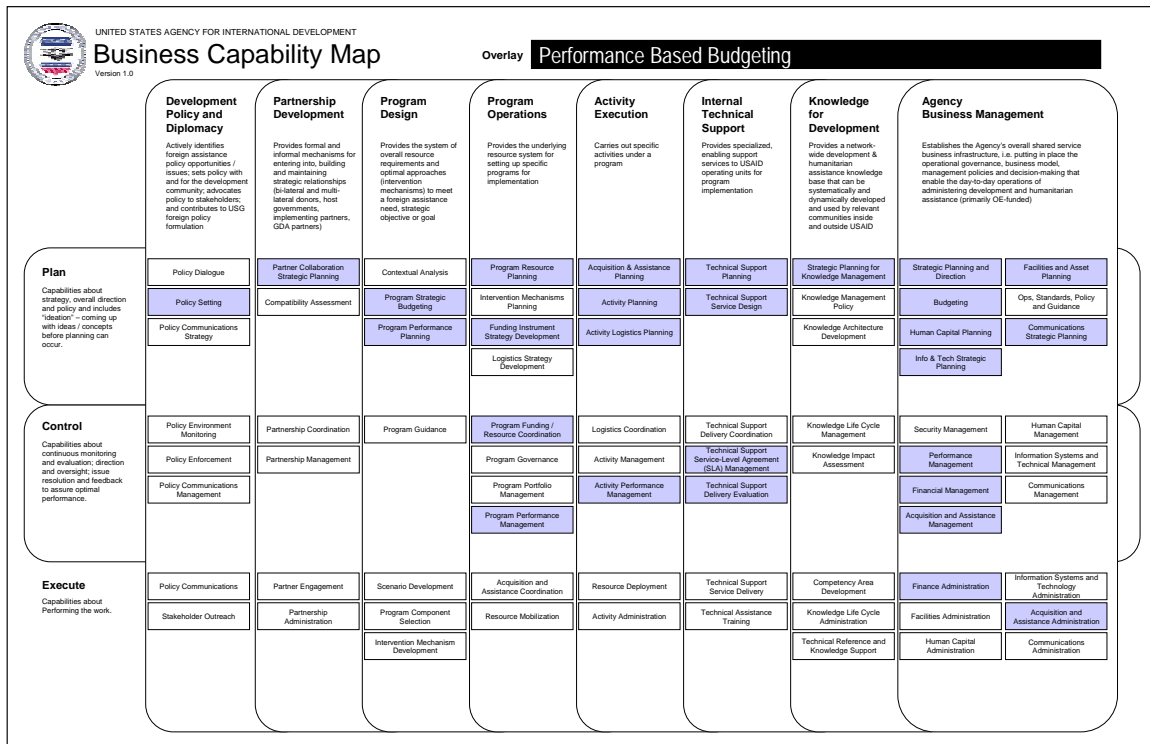 UNITED STATES AGENCY FOR INTERNATIONAL DEVELOPMENT
Business Capability Map
Version 1.0
Overlay
Performance Based Budgeting
Development
Policy and
Diplomacy
Actively identifies
foreign assistance
policy opportunities /
issues; sets policy with
and for the development
community; advocates
policy to stakeholders;
and contributes to USG
foreign policy
formulation
Partnership
Development
Provides formal and
informal mechanisms for
entering into, building
and maintaining
strategic relationships
(bi-lateral and multi-
lateral donors, host
governments,
implementing partners,
GDA partners)
Program
Design
Provides the system of
overall resource
requirements and
optimal approaches
(intervention
mechanisms) to meet
a foreign assistance
need, strategic
objective or goal
Program
Operations
Provides the underlying
resource system for
setting up specific
programs for
implementation
Activity
Execution
Carries out specific
activities under a
program
Internal
Technical
Support
Provides specialized,
enabling support
services to USAID
operating units for
program
implementation
Knowledge
for
Development
Provides a network-
wide development &
humanitarian
assistance knowledge
base that can be
systematically and
dynamically developed
and used by relevant
communities inside
and outside USAID
Agency
Business Management
Establishes the Agency's overall shared service
business infrastructure, i.e. putting in place the
operational governance, business model,
management policies and decision-making that
enable the day-to-day operations of
administering development and humanitarian
assistance (primarily OE-funded)
Plan
Capabilities about
strategy, overall direction
and policy and includes
“ideation” – coming up
with ideas / concepts
before planning can
occur.
Policy Dialogue
Policy Setting
Policy Communications
Strategy
Partner Collaboration
Strategic Planning
Compatibility Assessment
Contextual Analysis
Program Strategic
Budgeting
Program Performance
Planning
Program Resource
Planning
Intervention Mechanisms
Planning
Funding Instrument
Strategy Development
Logistics Strategy
Development
Acquisition & Assistance
Planning
Activity Planning
Activity Logistics Planning
Technical Support
Planning
Technical Support
Service Design
Strategic Planning for
Knowledge Management
Knowledge Management
Policy
Knowledge Architecture
Development
Strategic Planning and
Direction
Budgeting
Human Capital Planning
Info & Tech Strategic
Planning
Facilities and Asset
Planning
Ops, Standards, Policy
and Guidance
Communications
Strategic Planning
Control
Capabilities about
continuous monitoring
and evaluation; direction
and oversight; issue
resolution and feedback
to assure optimal
performance.
Policy Environment
Monitoring
Policy Enforcement
Policy Communications
Management
Partnership Coordination
Partnership Management
Program Guidance
Program Funding /
Resource Coordination
Program Governance
Program Portfolio
Management
Program Performance
Management
Logistics Coordination
Activity Management
Activity Performance
Management
Technical Support
Delivery Coordination
Technical Support
Service-Level Agreement
(SLA) Management
Technical Support
Delivery Evaluation
Knowledge Life Cycle
Management
Knowledge Impact
Assessment
Security Management
Performance
Management
Financial Management
Acquisition and Assistance
Management
Human Capital
Management
Information Systems and
Technical Management
Communications
Management
Execute
Capabilities about
Performing the work.
Policy Communications
Stakeholder Outreach
Partner Engagement
Partnership
Administration
Scenario Development
Program Component
Selection
Intervention Mechanism
Development
Acquisition and
Assistance Coordination
Resource Mobilization
Resource Deployment
Activity Administration
Technical Support
Service Delivery
Technical Assistance
Training
Competency Area
Development
Knowledge Life Cycle
Administration
Technical Reference and
Knowledge Support
Finance Administration
Facilities Administration
Human Capital
Administration
Information Systems and
Technology
Administration
Acquisition and
Assistance Administration
Communications
Administration